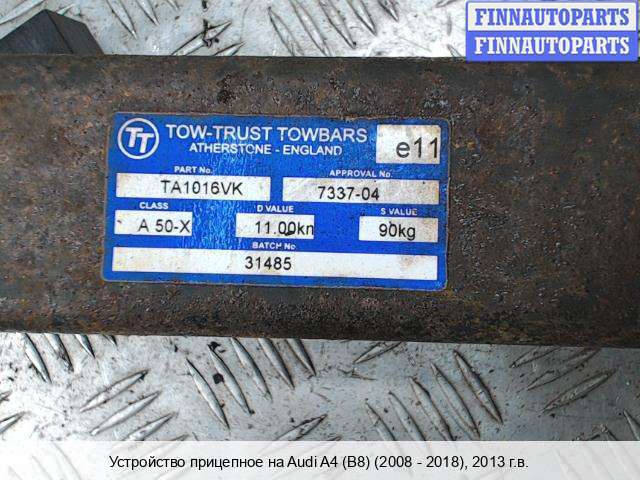 FINNAUTOPARTS
FINNAUTOPARTS
TT TOW-TRUST TOWBARS
ATHERSTONE - ENGLAND
e11
PART No. APPROVAL No.
TA1016VK 7337-04
CLASS D VALUE S VALUE
A 50-X 11.00kn 90kg
BATCH No
31485
Устройство прицепное на Audi A4 (B8) (2008 - 2018), 2013 г.в.